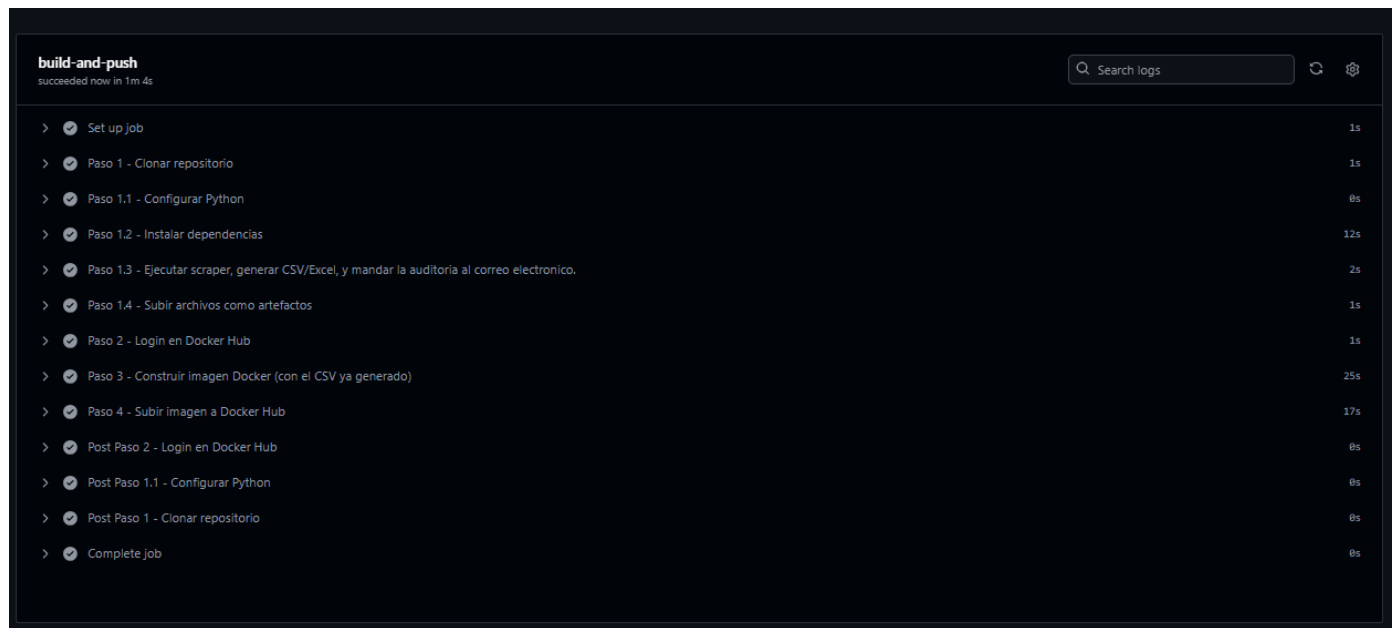 build-and-push
succeeded now in 1m 4s
Search logs
Set up job 1s
Paso 1 - Clonar repositorio 1s
Paso 1.1 - Configurar Python 0s
Paso 1.2 - Instalar dependencias 12s
Paso 1.3 - Ejecutar scraper, generar CSV/Excel, y mandar la auditoria al correo electronico. 2s
Paso 1.4 - Subir archivos como artefactos 1s
Paso 2 - Login en Docker Hub 1s
Paso 3 - Construir imagen Docker (con el CSV ya generado) 25s
Paso 4 - Subir imagen a Docker Hub 17s
Post Paso 2 - Login en Docker Hub 0s
Post Paso 1.1 - Configurar Python 0s
Post Paso 1 - Clonar repositorio 0s
Complete job 0s